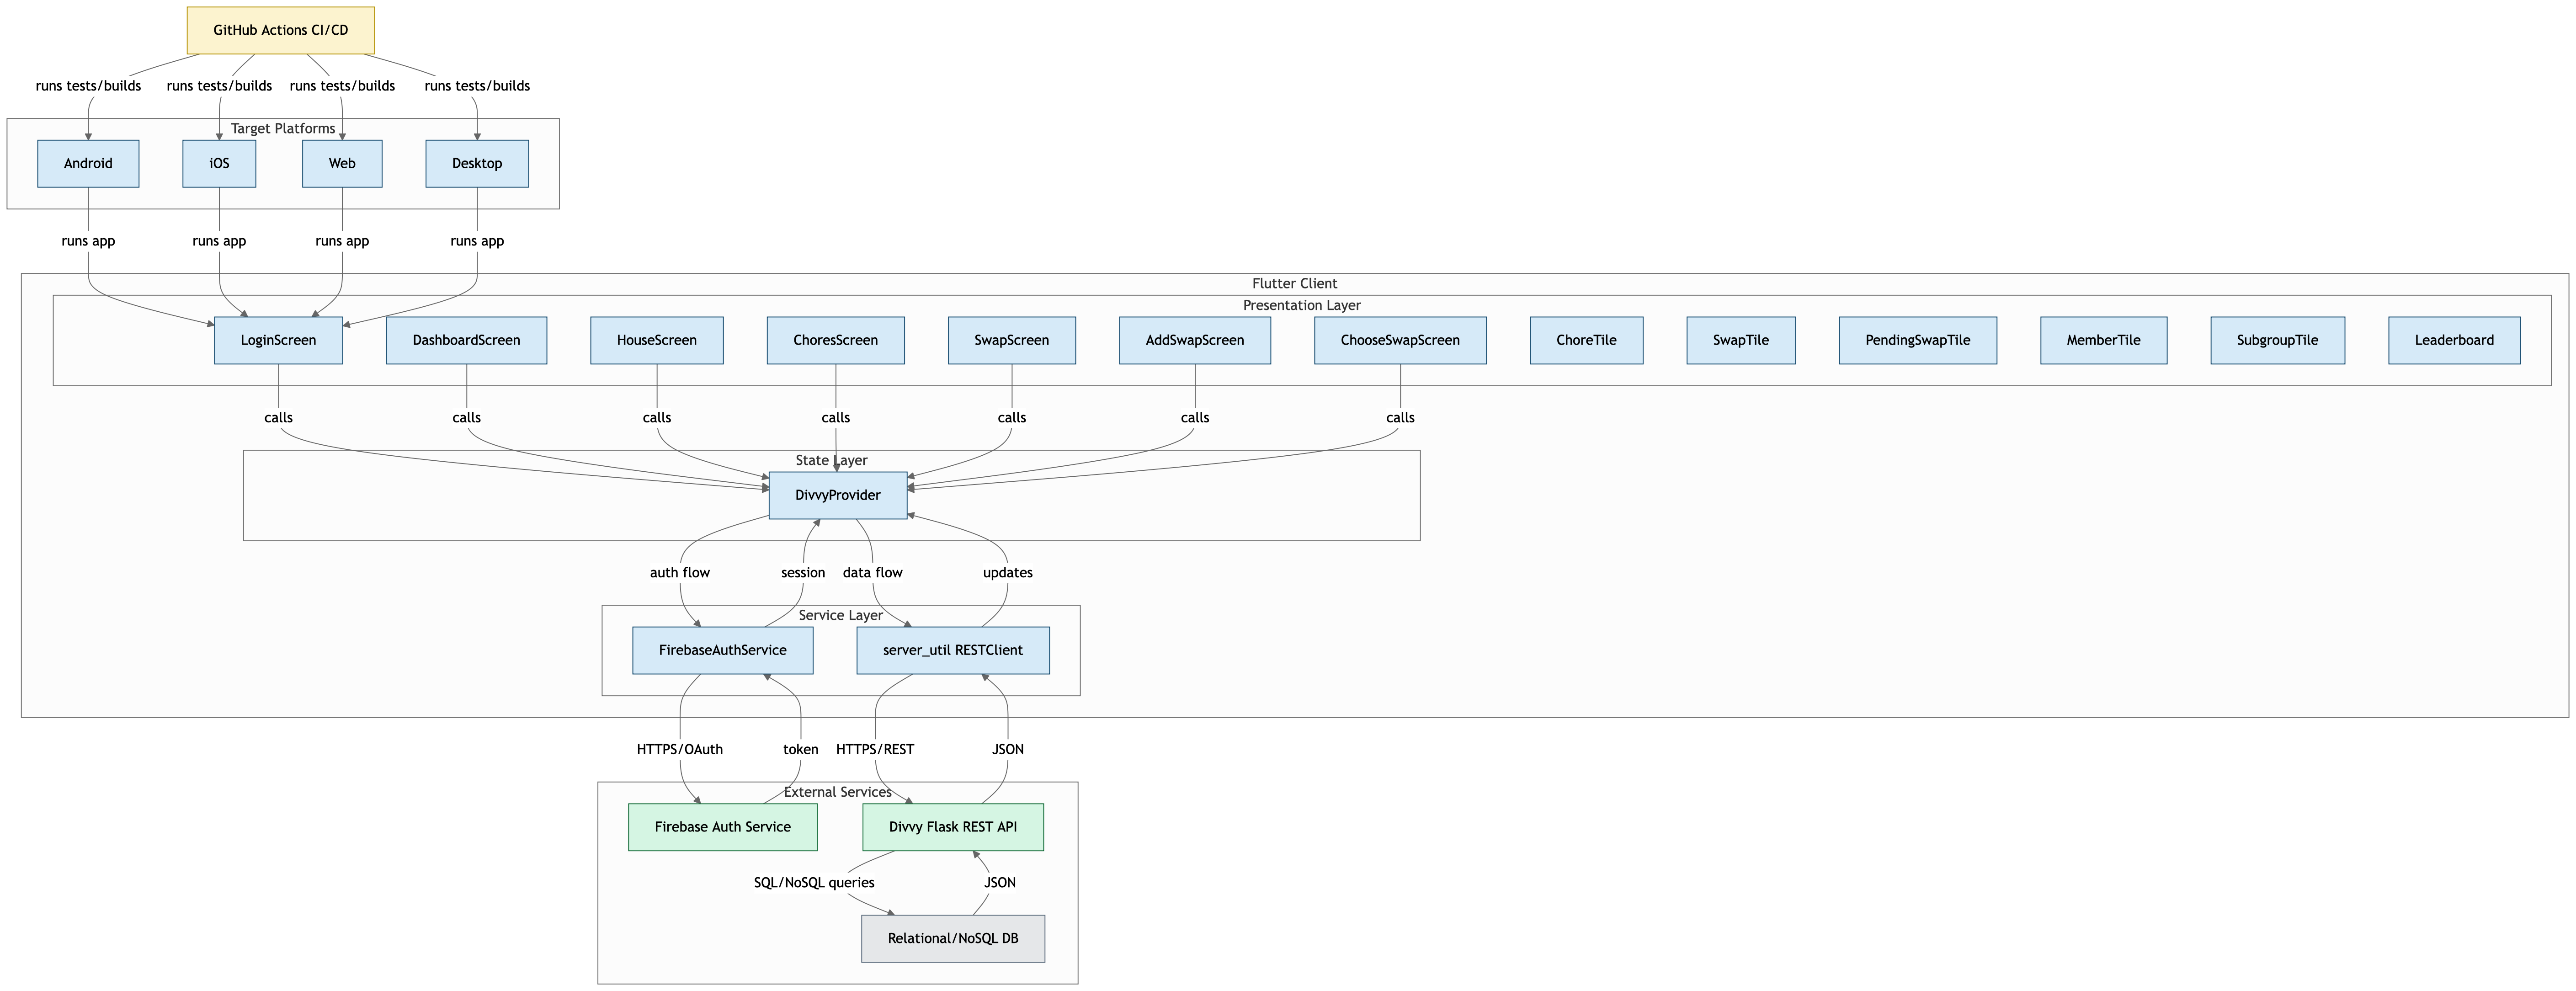 GitHub Actions CI/CD
runs tests/builds
runs tests/builds
runs tests/builds
runs tests/builds
Target Platforms
Android
iOS
Web
Desktop
runs app
runs app
runs app
runs app
Flutter Client
Presentation Layer
LoginScreen
DashboardScreen
HouseScreen
ChoresScreen
SwapScreen
AddSwapScreen
ChooseSwapScreen
ChoreTile
SwapTile
PendingSwapTile
MemberTile
SubgroupTile
Leaderboard
calls
calls
calls
calls
calls
calls
calls
State Layer
DivvyProvider
auth flow
session
data flow
updates
Service Layer
FirebaseAuthService
server_util RESTClient
HTTPS/OAuth
token
HTTPS/REST
JSON
External Services
Firebase Auth Service
Divvy Flask REST API
SQL/NoSQL queries
JSON
Relational/NoSQL DB